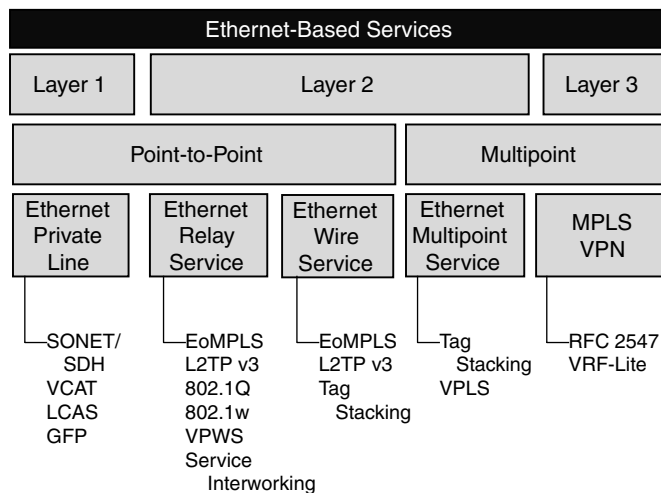 Ethernet-Based Services
Layer 1
Layer 2
Layer 3
Point-to-Point
Multipoint
Ethernet
Private
Line
Ethernet
Relay
Service
Ethernet
Wire
Service
Ethernet
Multipoint
Service
MPLS
VPN
SONET/
SDH
VCAT
LCAS
GFP
EoMPLS
L2TP v3
802.1Q
802.1w
VPWS
Service
Interworking
EoMPLS
L2TP v3
Tag
Stacking
Tag
Stacking
VPLS
RFC 2547
VRF-Lite